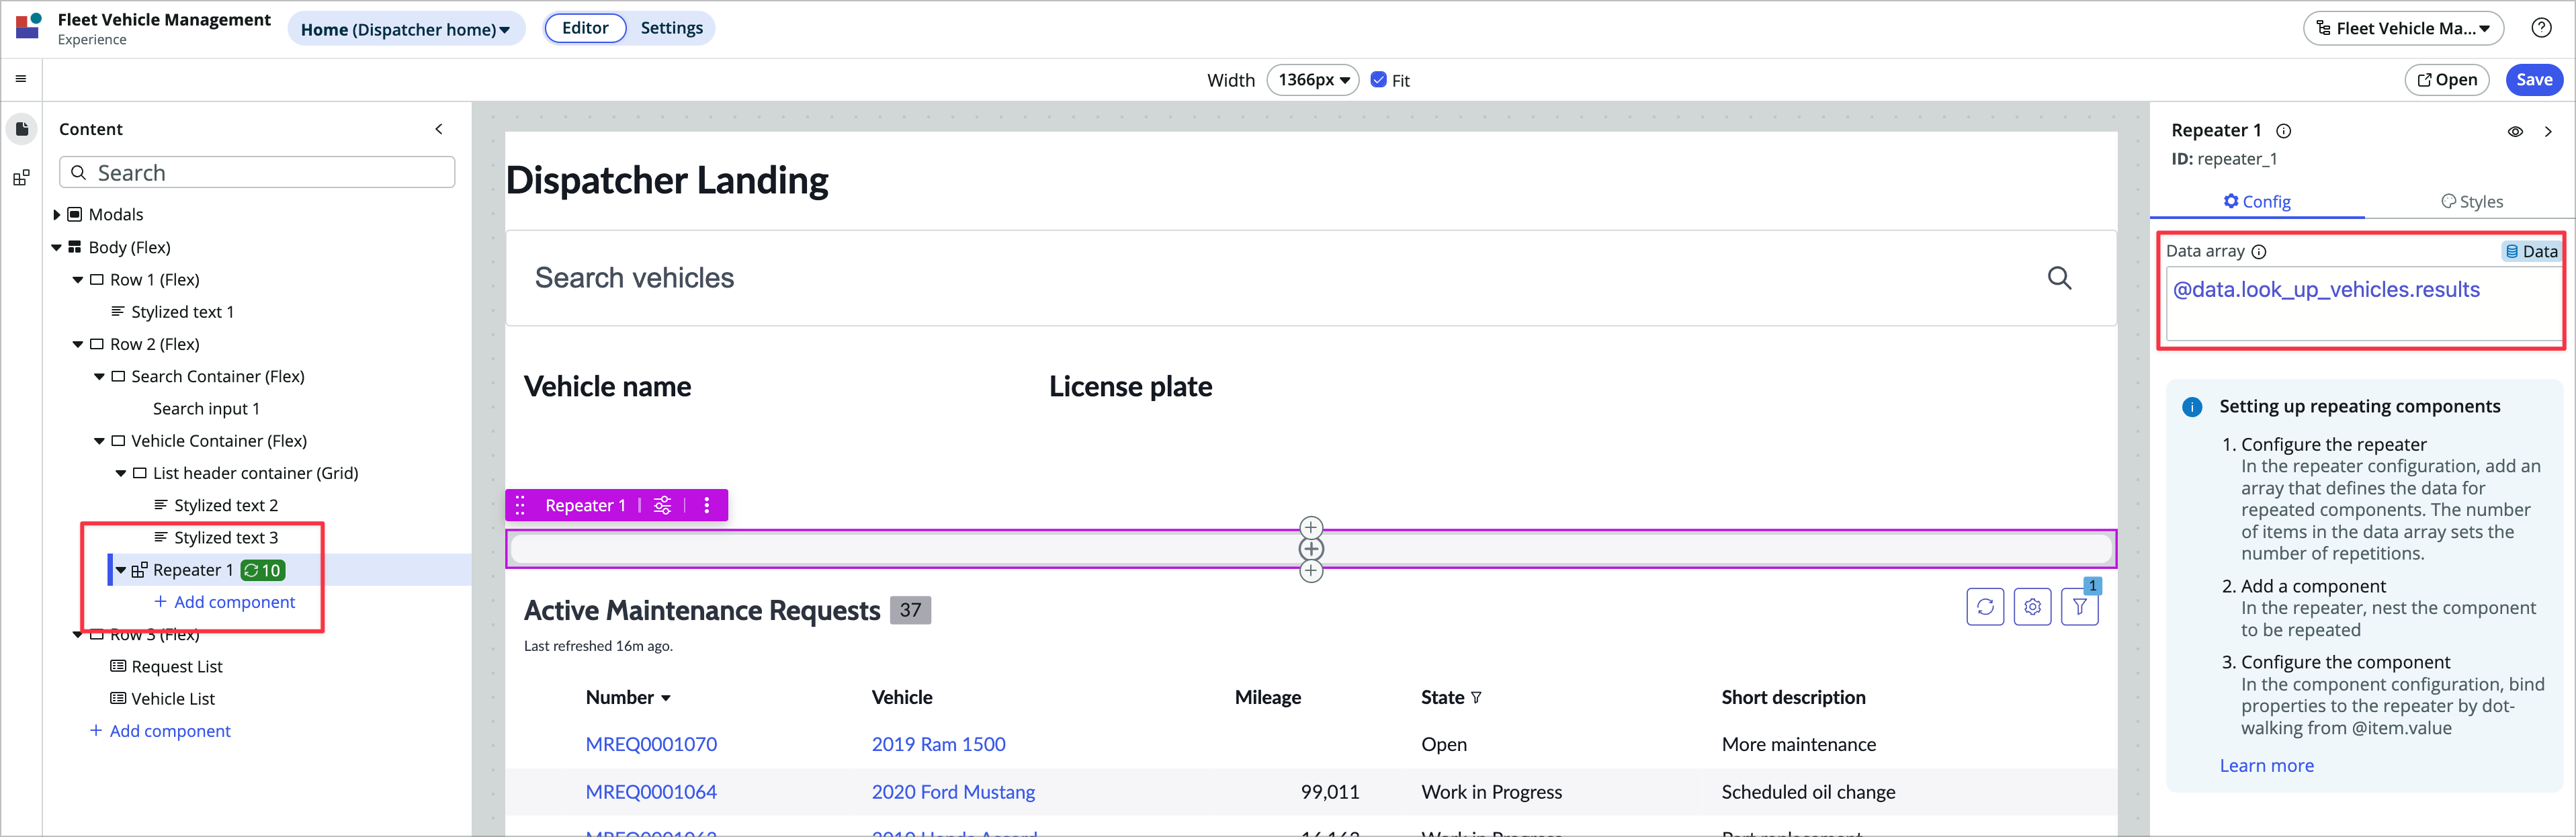 Fleet Vehicle Management
Experience
Home (Dispatcher home)
Editor
Settings
Fleet Vehicle Ma...
Width
1366px
Fit
Open
Save
Content
Search
Modals
Body (Flex)
Row 1 (Flex)
Stylized text 1
Row 2 (Flex)
Search Container (Flex)
Search input 1
Vehicle Container (Flex)
List header container (Grid)
Stylized text 2
Stylized text 3
Repeater 1 10
+ Add component
Row 3 (Flex)
Request List
Vehicle List
+ Add component
Dispatcher Landing
Search vehicles
Vehicle name
License plate
Repeater 1
Active Maintenance Requests 37
Last refreshed 16m ago.
1
Number
Vehicle
Mileage
State
Short description
MREQ0001070
2019 Ram 1500
Open
More maintenance
MREQ0001064
2020 Ford Mustang
99,011
Work in Progress
Scheduled oil change
Repeater 1
ID: repeater_1
Config
Styles
Data array
Data
@data.look_up_vehicles.results
Setting up repeating components
1. Configure the repeater
In the repeater configuration, add an
array that defines the data for
repeated components. The number
of items in the data array sets the
number of repetitions.
2. Add a component
In the repeater, nest the component
to be repeated
3. Configure the component
In the component configuration, bind
properties to the repeater by dot-
walking from @item.value
Learn more